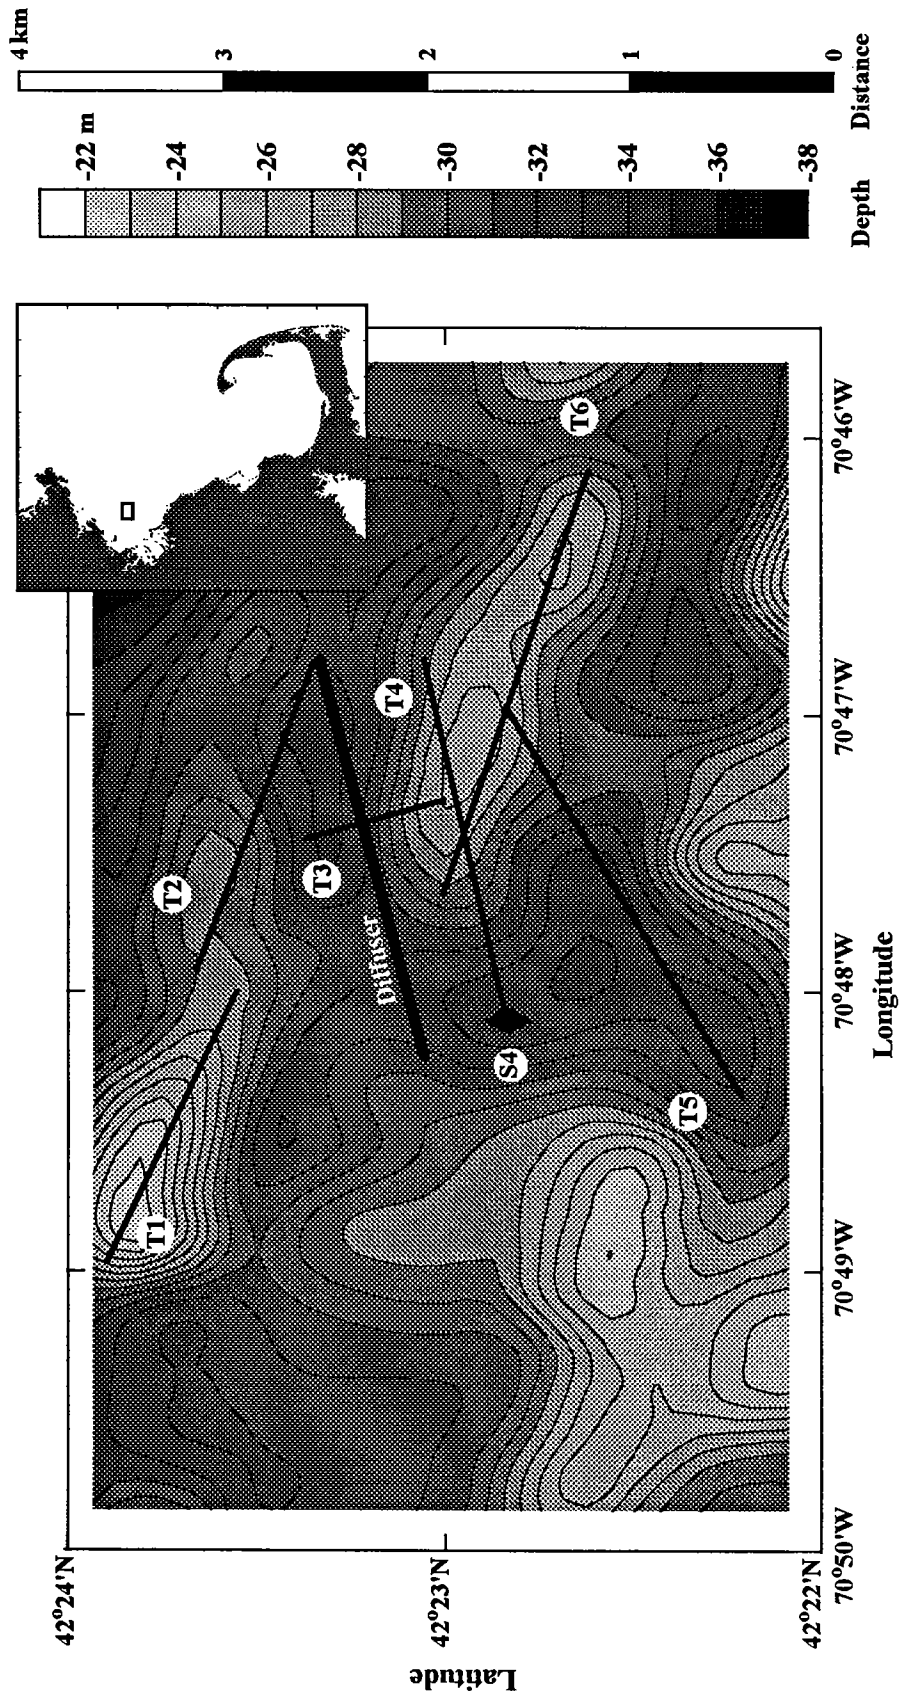 4 km
3
2
1
0
Distance
-22 m
-24
-26
-28
-30
-32
-34
-36
-38
Depth
T1
T2
T3
T4
T5
T6
S4
Diffuser
42°24'N
42°23'N
42°22'N
Latitude
70°50'W
70°49'W
70°48'W
70°47'W
70°46'W
Longitude